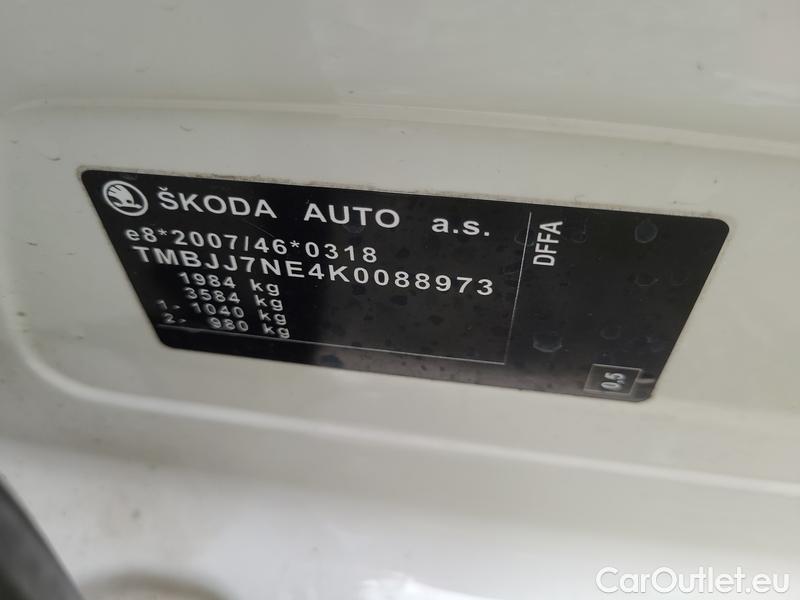 ŠKODA AUTO a.s.
e8*2007/46*0318
TMBJJ7NE4K0088973
1984 kg
3584 kg
1.- 1040 kg
2.- 980 kg
DFFA
0,5
CarOutlet.eu